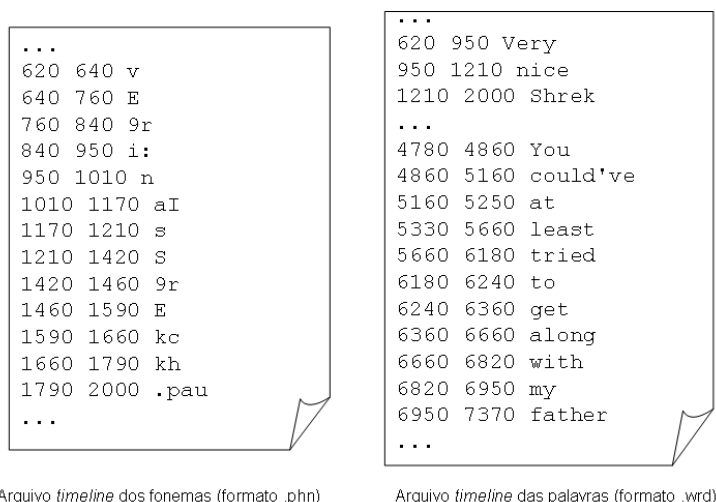 ...
620 640 v
640 760 E
760 840 9r
840 950 i:
950 1010 n
1010 1170 aI
1170 1210 s
1210 1420 S
1420 1460 9r
1460 1590 E
1590 1660 kc
1660 1790 kh
1790 2000 .pau
...
Arquivo timeline dos fonemas (formato .phn)
...
620 950 Very
950 1210 nice
1210 2000 Shrek
...
4780 4860 You
4860 5160 could've
5160 5250 at
5330 5660 least
5660 6180 tried
6180 6240 to
6240 6360 get
6360 6660 along
6660 6820 with
6820 6950 my
6950 7370 father
...
Arquivo timeline das palavras (formato .wrd)